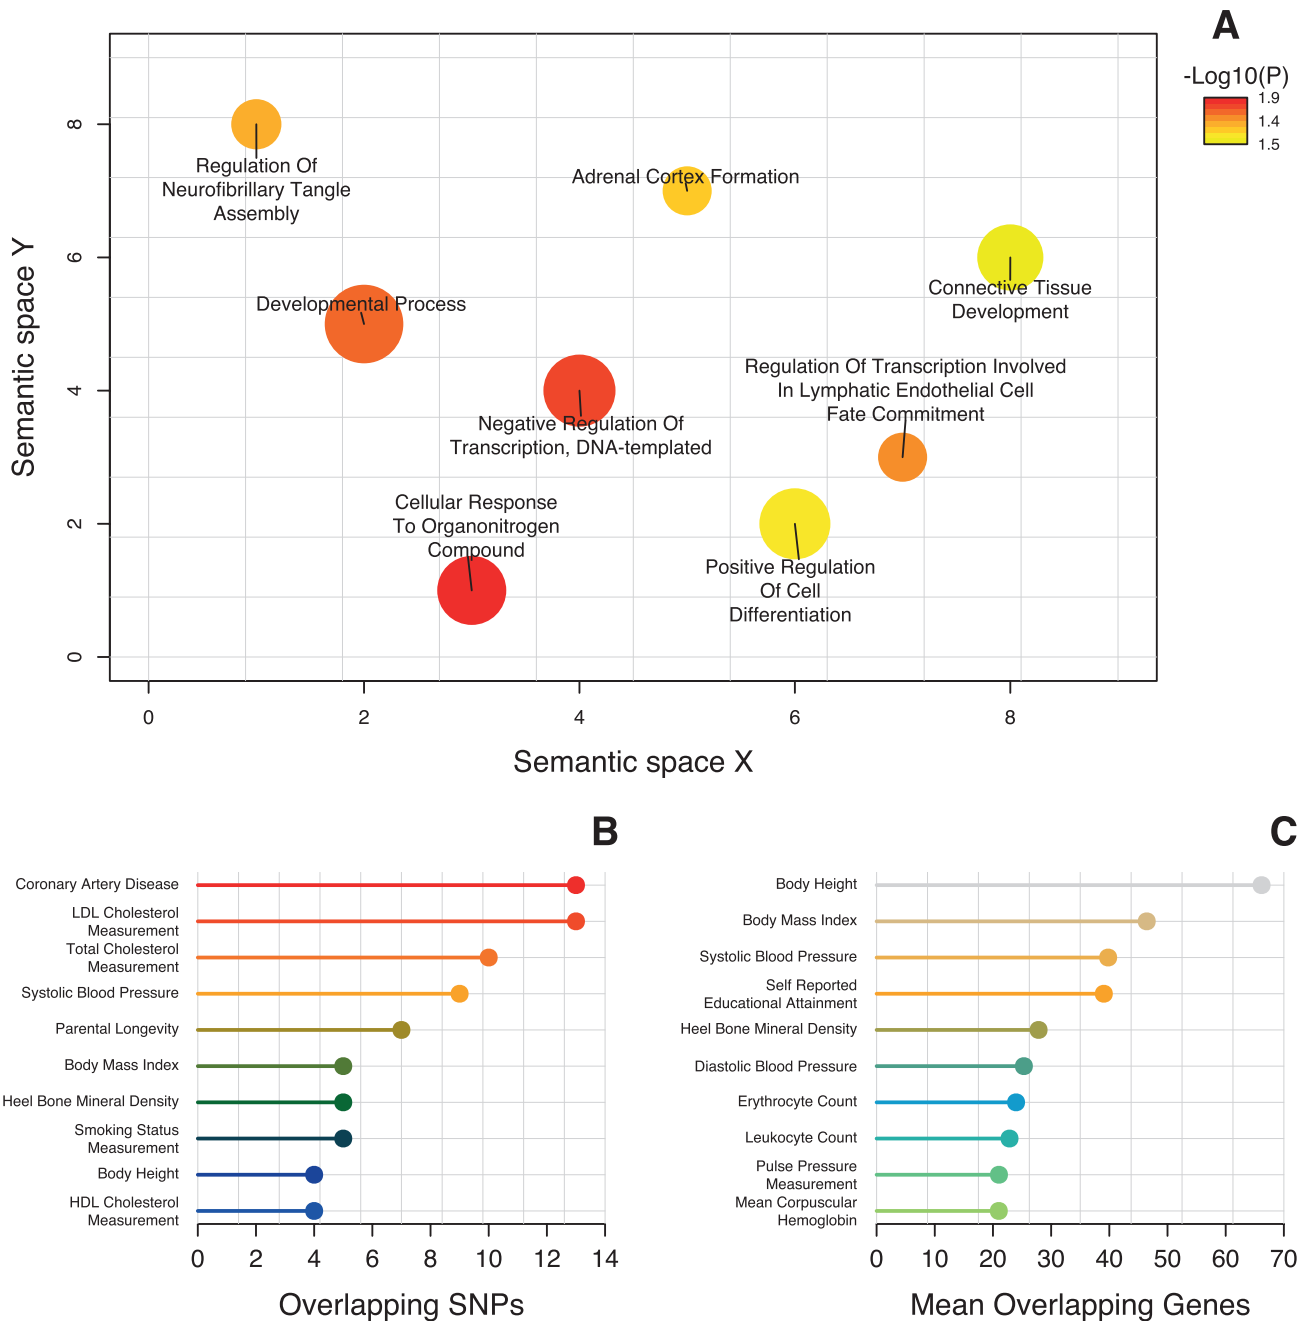 A
-Log10(P)
1.9
1.4
1.5
8
6
4
2
0
Semantic space Y
Regulation Of
Neurofibrillary Tangle
Assembly
Adrenal Cortex Formation
Connective Tissue
Development
Developmental Process
Regulation Of Transcription Involved
In Lymphatic Endothelial Cell
Fate Commitment
Negative Regulation Of
Transcription, DNA-templated
Cellular Response
To Organonitrogen
Compound
Positive Regulation
Of Cell
Differentiation
0 2 4 6 8
Semantic space X
B
Coronary Artery Disease
LDL Cholesterol
Measurement
Total Cholesterol
Measurement
Systolic Blood Pressure
Parental Longevity
Body Mass Index
Heel Bone Mineral Density
Smoking Status
Measurement
Body Height
HDL Cholesterol
Measurement
0 2 4 6 8 10 12 14
Overlapping SNPs
C
Body Height
Body Mass Index
Systolic Blood Pressure
Self Reported
Educational Attainment
Heel Bone Mineral Density
Diastolic Blood Pressure
Erythrocyte Count
Leukocyte Count
Pulse Pressure
Measurement
Mean Corpuscular
Hemoglobin
0 10 20 30 40 50 60 70
Mean Overlapping Genes